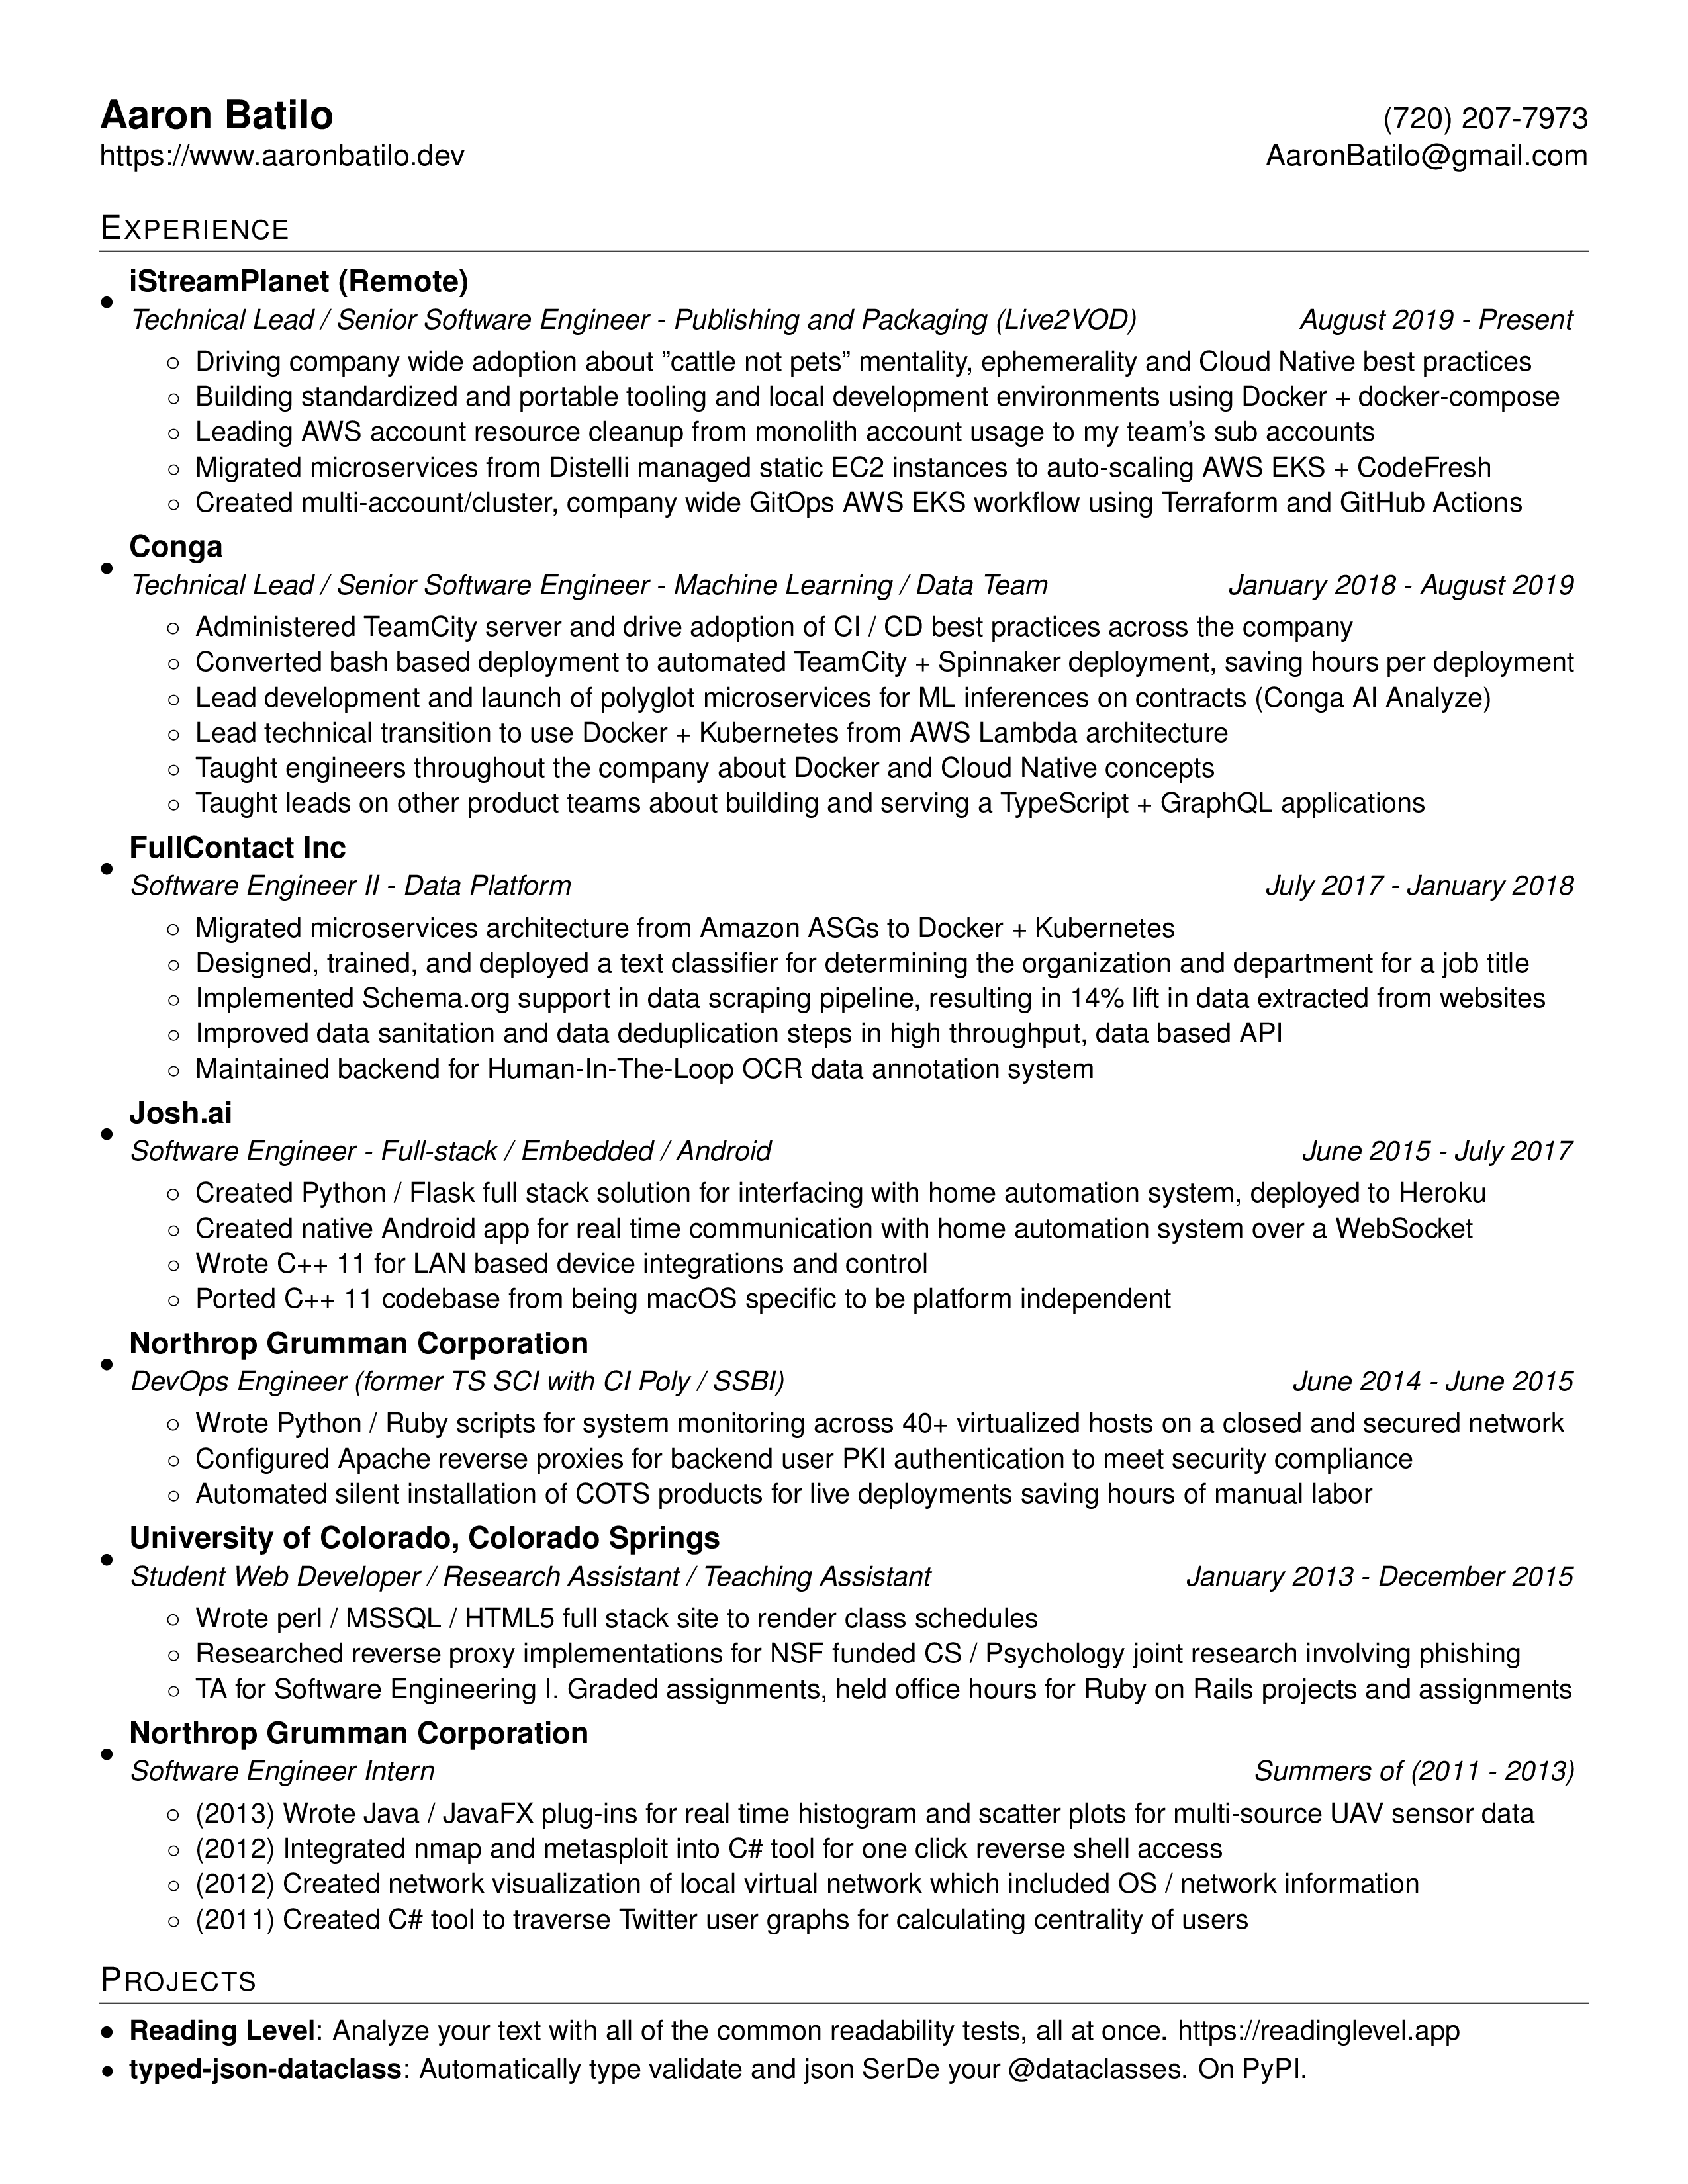 Aaron Batilo (720) 207-7973
https://www.aaronbatilo.dev AaronBatilo@gmail.com
EXPERIENCE
• iStreamPlanet (Remote)
Technical Lead / Senior Software Engineer - Publishing and Packaging (Live2VOD) August 2019 - Present
○ Driving company wide adoption about ”cattle not pets” mentality, ephemerality and Cloud Native best practices
○ Building standardized and portable tooling and local development environments using Docker + docker-compose
○ Leading AWS account resource cleanup from monolith account usage to my team’s sub accounts
○ Migrated microservices from Distelli managed static EC2 instances to auto-scaling AWS EKS + CodeFresh
○ Created multi-account/cluster, company wide GitOps AWS EKS workflow using Terraform and GitHub Actions
• Conga
Technical Lead / Senior Software Engineer - Machine Learning / Data Team January 2018 - August 2019
○ Administered TeamCity server and drive adoption of CI / CD best practices across the company
○ Converted bash based deployment to automated TeamCity + Spinnaker deployment, saving hours per deployment
○ Lead development and launch of polyglot microservices for ML inferences on contracts (Conga AI Analyze)
○ Lead technical transition to use Docker + Kubernetes from AWS Lambda architecture
○ Taught engineers throughout the company about Docker and Cloud Native concepts
○ Taught leads on other product teams about building and serving a TypeScript + GraphQL applications
• FullContact Inc
Software Engineer II - Data Platform July 2017 - January 2018
○ Migrated microservices architecture from Amazon ASGs to Docker + Kubernetes
○ Designed, trained, and deployed a text classifier for determining the organization and department for a job title
○ Implemented Schema.org support in data scraping pipeline, resulting in 14% lift in data extracted from websites
○ Improved data sanitation and data deduplication steps in high throughput, data based API
○ Maintained backend for Human-In-The-Loop OCR data annotation system
• Josh.ai
Software Engineer - Full-stack / Embedded / Android June 2015 - July 2017
○ Created Python / Flask full stack solution for interfacing with home automation system, deployed to Heroku
○ Created native Android app for real time communication with home automation system over a WebSocket
○ Wrote C++ 11 for LAN based device integrations and control
○ Ported C++ 11 codebase from being macOS specific to be platform independent
• Northrop Grumman Corporation
DevOps Engineer (former TS SCI with CI Poly / SSBI) June 2014 - June 2015
○ Wrote Python / Ruby scripts for system monitoring across 40+ virtualized hosts on a closed and secured network
○ Configured Apache reverse proxies for backend user PKI authentication to meet security compliance
○ Automated silent installation of COTS products for live deployments saving hours of manual labor
• University of Colorado, Colorado Springs
Student Web Developer / Research Assistant / Teaching Assistant January 2013 - December 2015
○ Wrote perl / MSSQL / HTML5 full stack site to render class schedules
○ Researched reverse proxy implementations for NSF funded CS / Psychology joint research involving phishing
○ TA for Software Engineering I. Graded assignments, held office hours for Ruby on Rails projects and assignments
• Northrop Grumman Corporation
Software Engineer Intern Summers of (2011 - 2013)
○ (2013) Wrote Java / JavaFX plug-ins for real time histogram and scatter plots for multi-source UAV sensor data
○ (2012) Integrated nmap and metasploit into C# tool for one click reverse shell access
○ (2012) Created network visualization of local virtual network which included OS / network information
○ (2011) Created C# tool to traverse Twitter user graphs for calculating centrality of users
PROJECTS
• Reading Level: Analyze your text with all of the common readability tests, all at once. https://readinglevel.app
• typed-json-dataclass: Automatically type validate and json SerDe your @dataclasses. On PyPI.